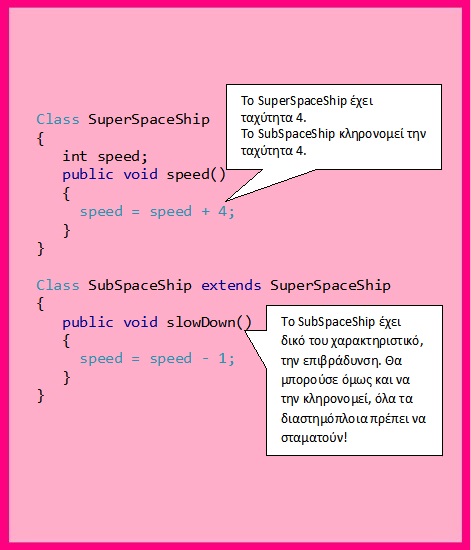 Το SuperSpaceShip έχει
ταχύτητα 4.
Το SubSpaceShip κληρονομεί την
ταχύτητα 4.
Class SuperSpaceShip
{
int speed;
public void speed()
{
speed = speed + 4;
}
}
Class SubSpaceShip extends SuperSpaceShip
{
public void slowDown()
{
speed = speed - 1;
}
}
Το SubSpaceShip έχει
δικό του χαρακτηριστικό,
την επιβράδυνση. Θα
μπορούσε όμως και να
την κληρονομεί, όλα τα
διαστημόπλοια πρέπει να
σταματούν!